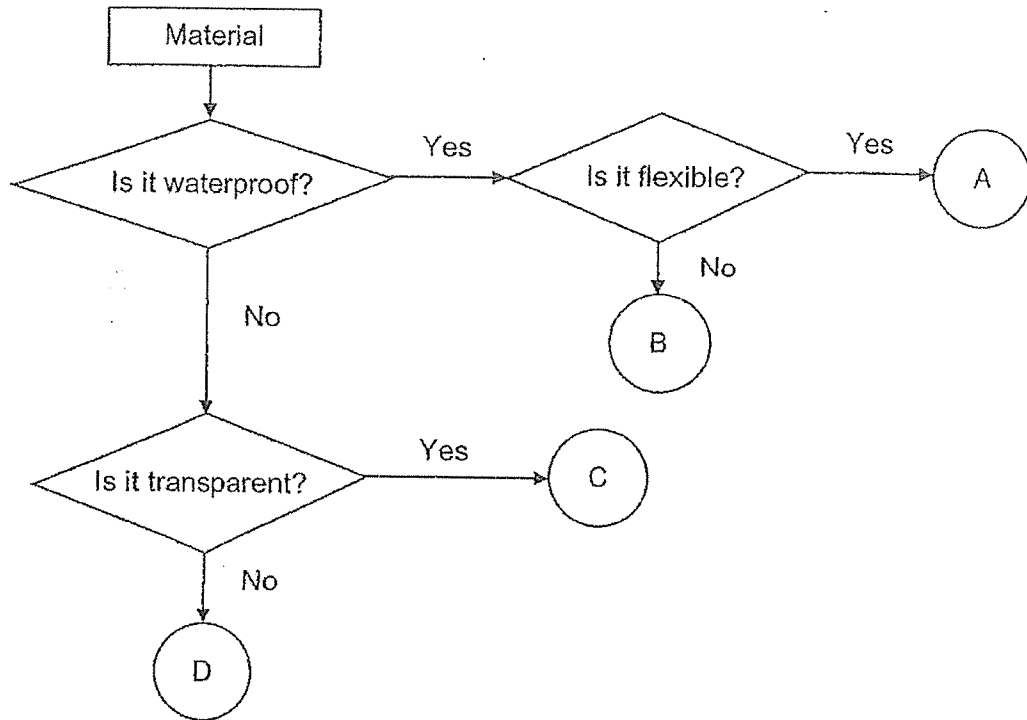 Material
Is it waterproof?
Yes
Is it flexible?
Yes
A
No
B
No
Is it transparent?
Yes
C
No
D